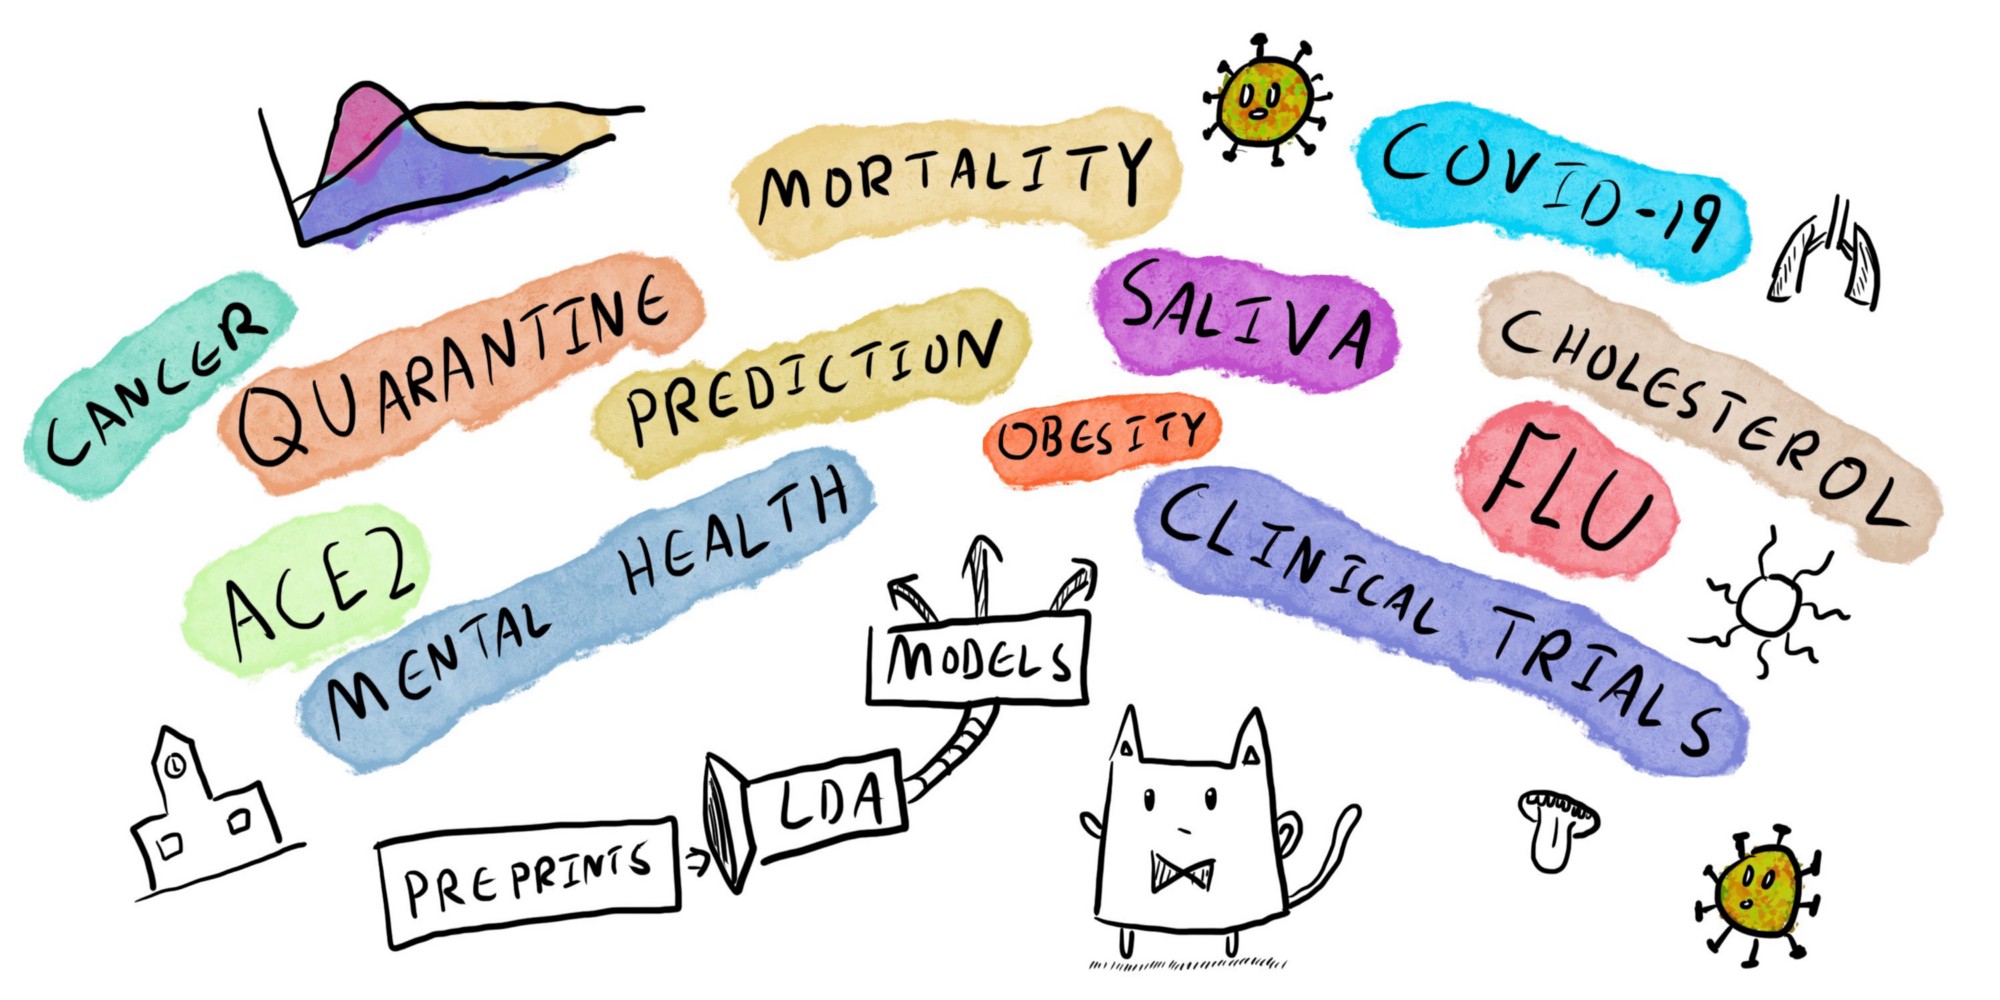 MORTALITY
COVID-19
CANCER
QUARANTINE
PREDICTION
SALIVA
CHOLESTEROL
OBESITY
FLU
ACE2
MENTAL HEALTH
CLINICAL TRIALS
MODELS
LDA
PREPRINTS